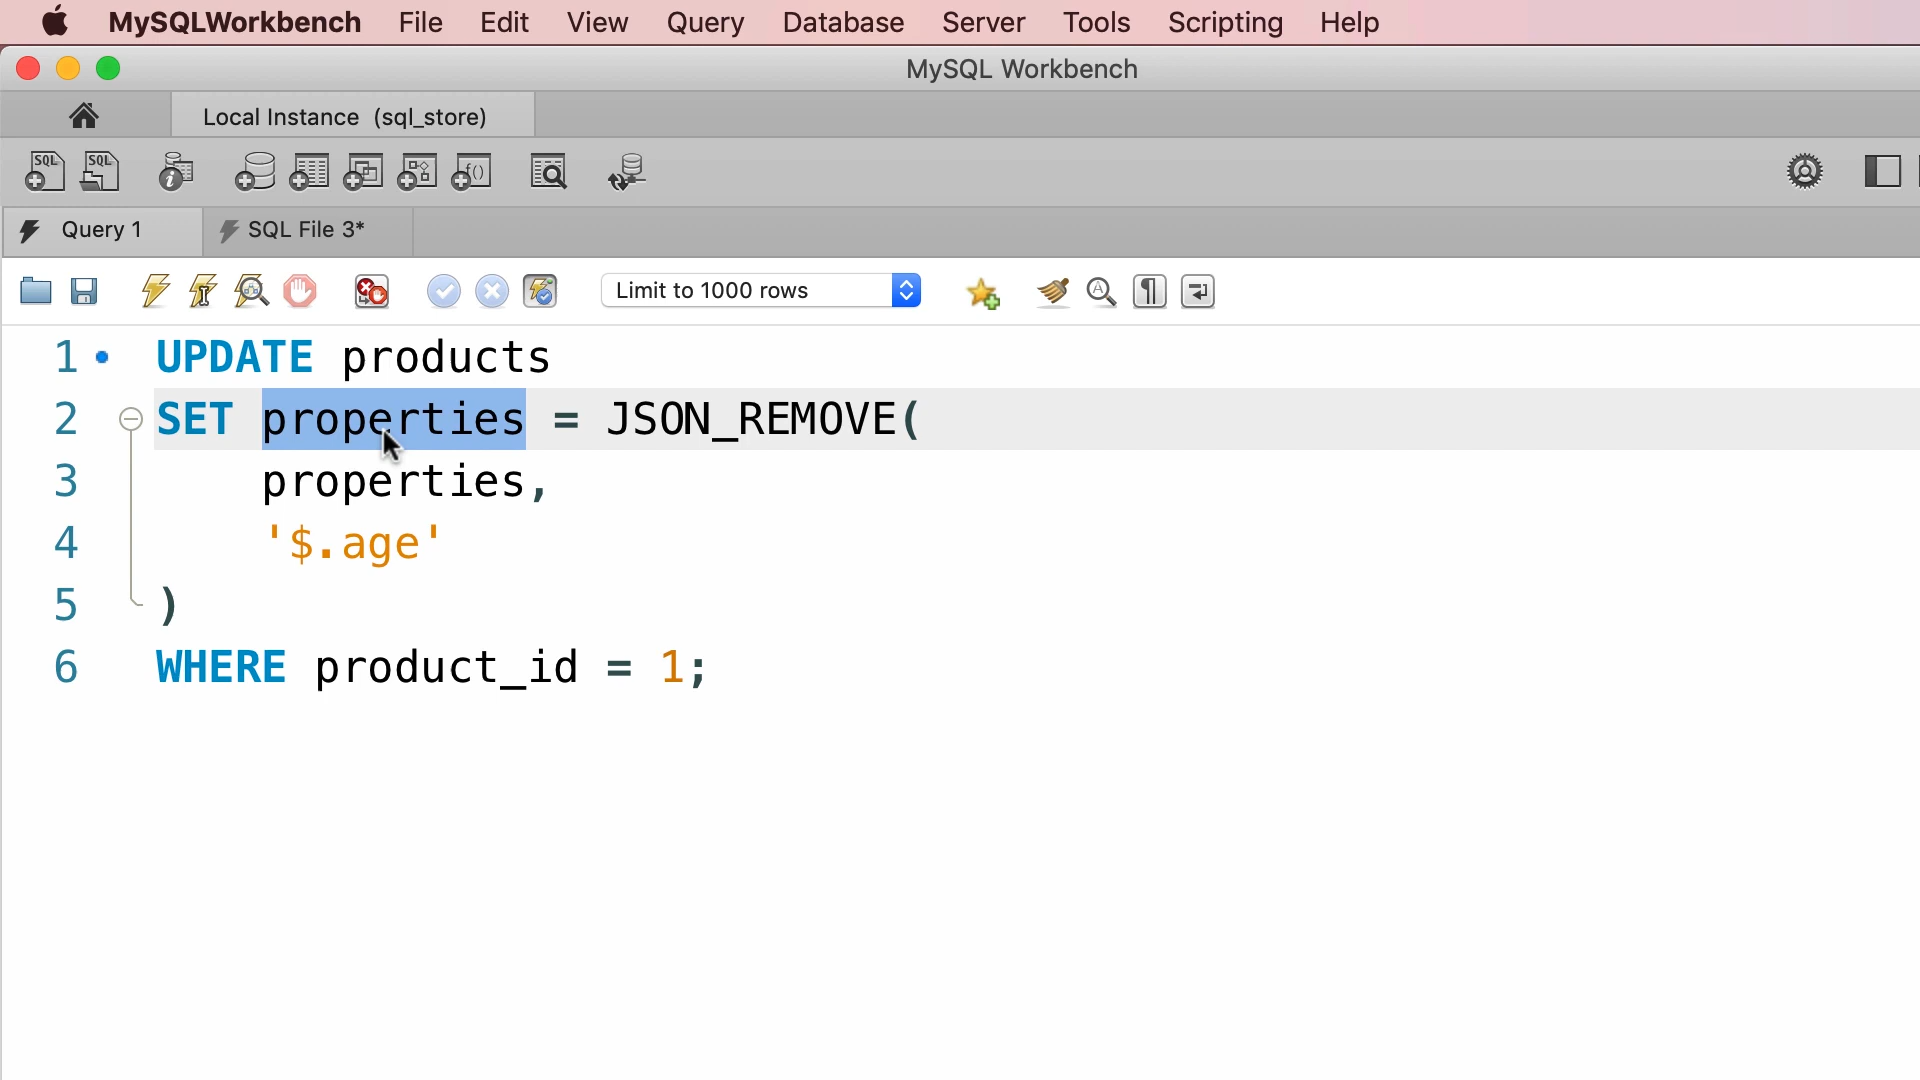 MySQLWorkbench File Edit View Query Database Server Tools Scripting Help
MySQL Workbench
Local Instance (sql_store)
SQL SQL i f()
Query 1 SQL File 3*
Limit to 1000 rows
1 UPDATE products
2 SET properties = JSON_REMOVE(
3 properties,
4 '$.age'
5 )
6 WHERE product_id = 1;